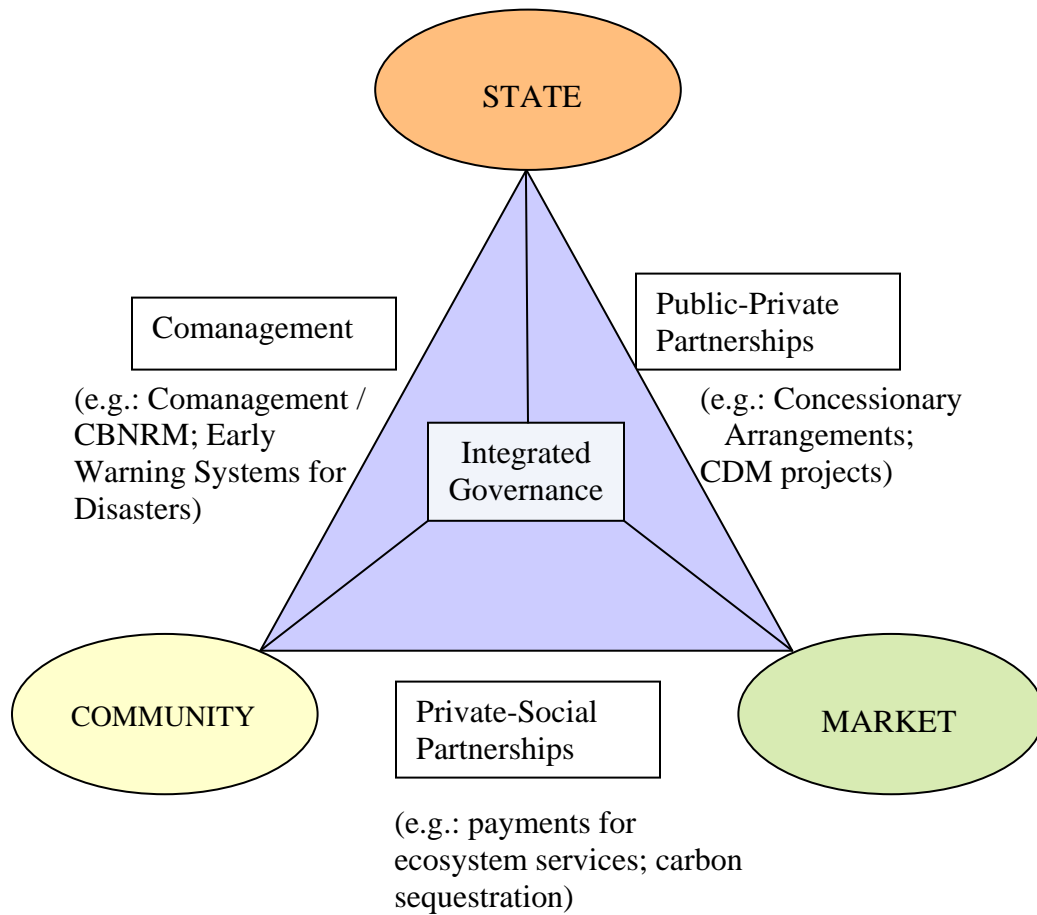 STATE
Comanagement
(e.g.: Comanagement /
CBNRM; Early
Warning Systems for
Disasters)
Public-Private
Partnerships
(e.g.: Concessionary
Arrangements;
CDM projects)
Integrated
Governance
COMMUNITY
Private-Social
Partnerships
(e.g.: payments for
ecosystem services; carbon
sequestration)
MARKET